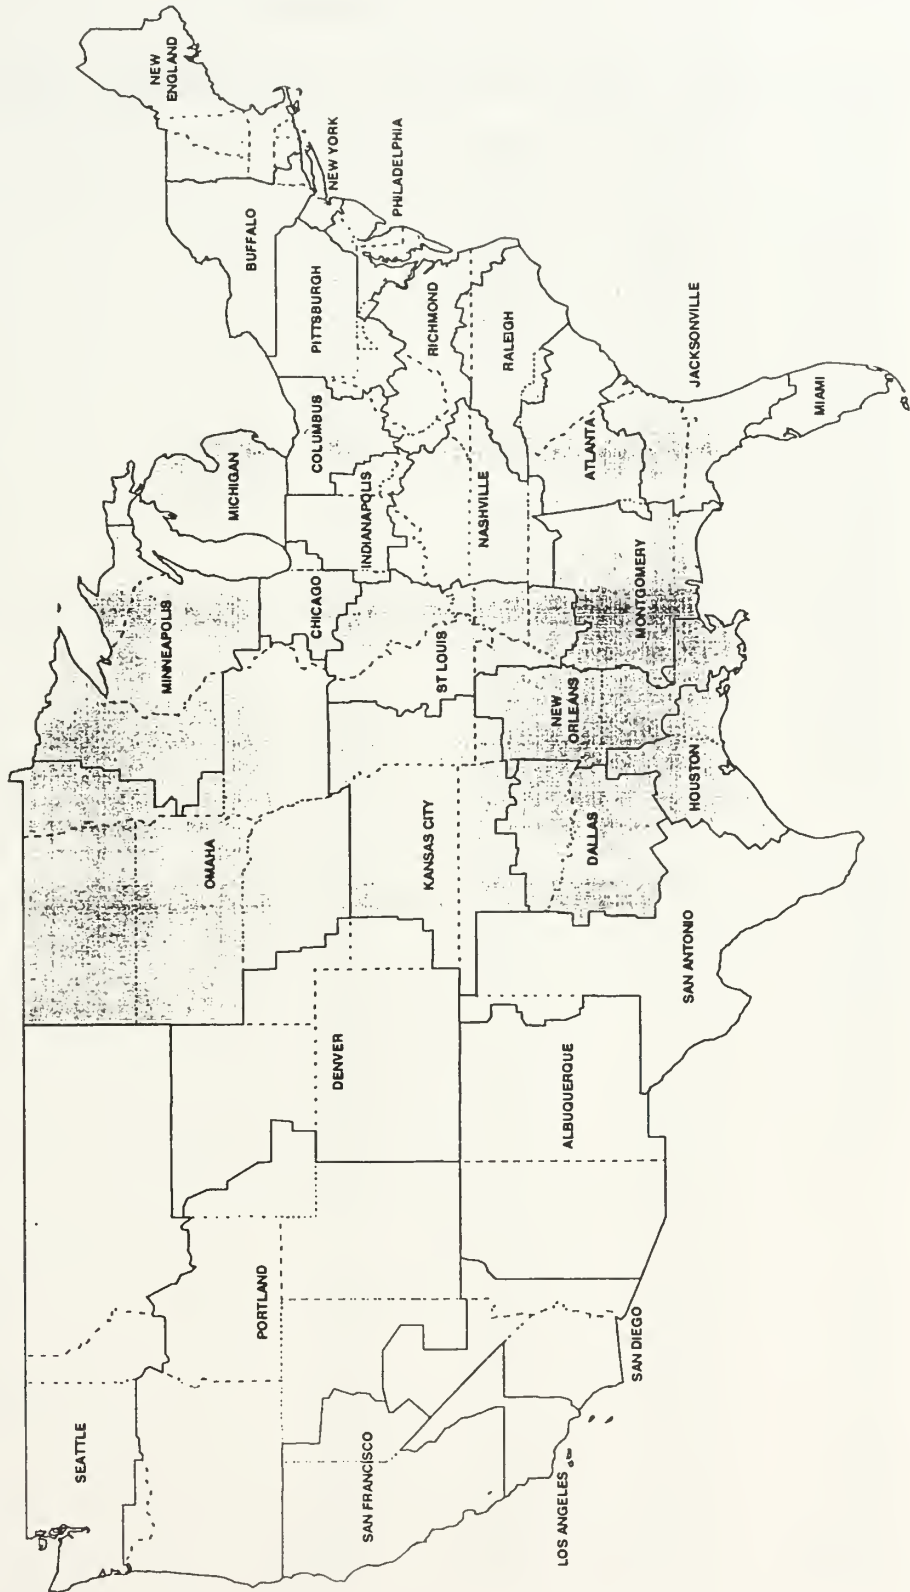 SEATTLE
PORTLAND
SAN FRANCISCO
LOS ANGELES
SAN DIEGO
DENVER
ALBUQUERQUE
OMAHA
KANSAS CITY
DALLAS
SAN ANTONIO
HOUSTON
MINNEAPOLIS
CHICAGO
ST LOUIS
NEW
ORLEANS
MICHIGAN
INDIANAPOLIS
NASHVILLE
MONTGOMERY
COLUMBUS
ATLANTA
JACKSONVILLE
MIAMI
BUFFALO
PITTSBURGH
RICHMOND
RALEIGH
NEW
ENGLAND
NEW YORK
PHILADELPHIA